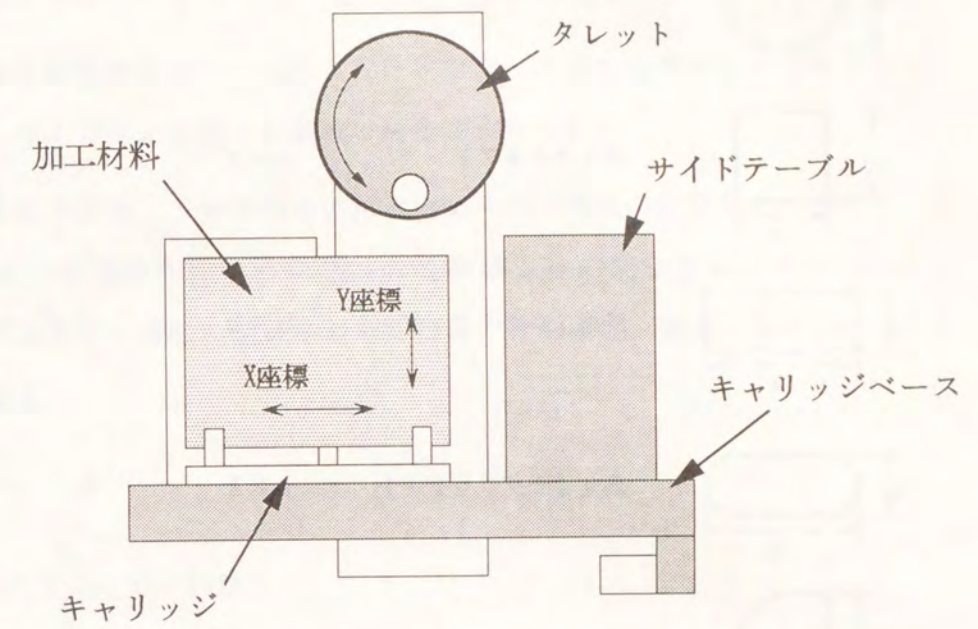 タレット
加工材料
サイドテーブル
Y座標
X座標
キャリッジベース
キャリッジ